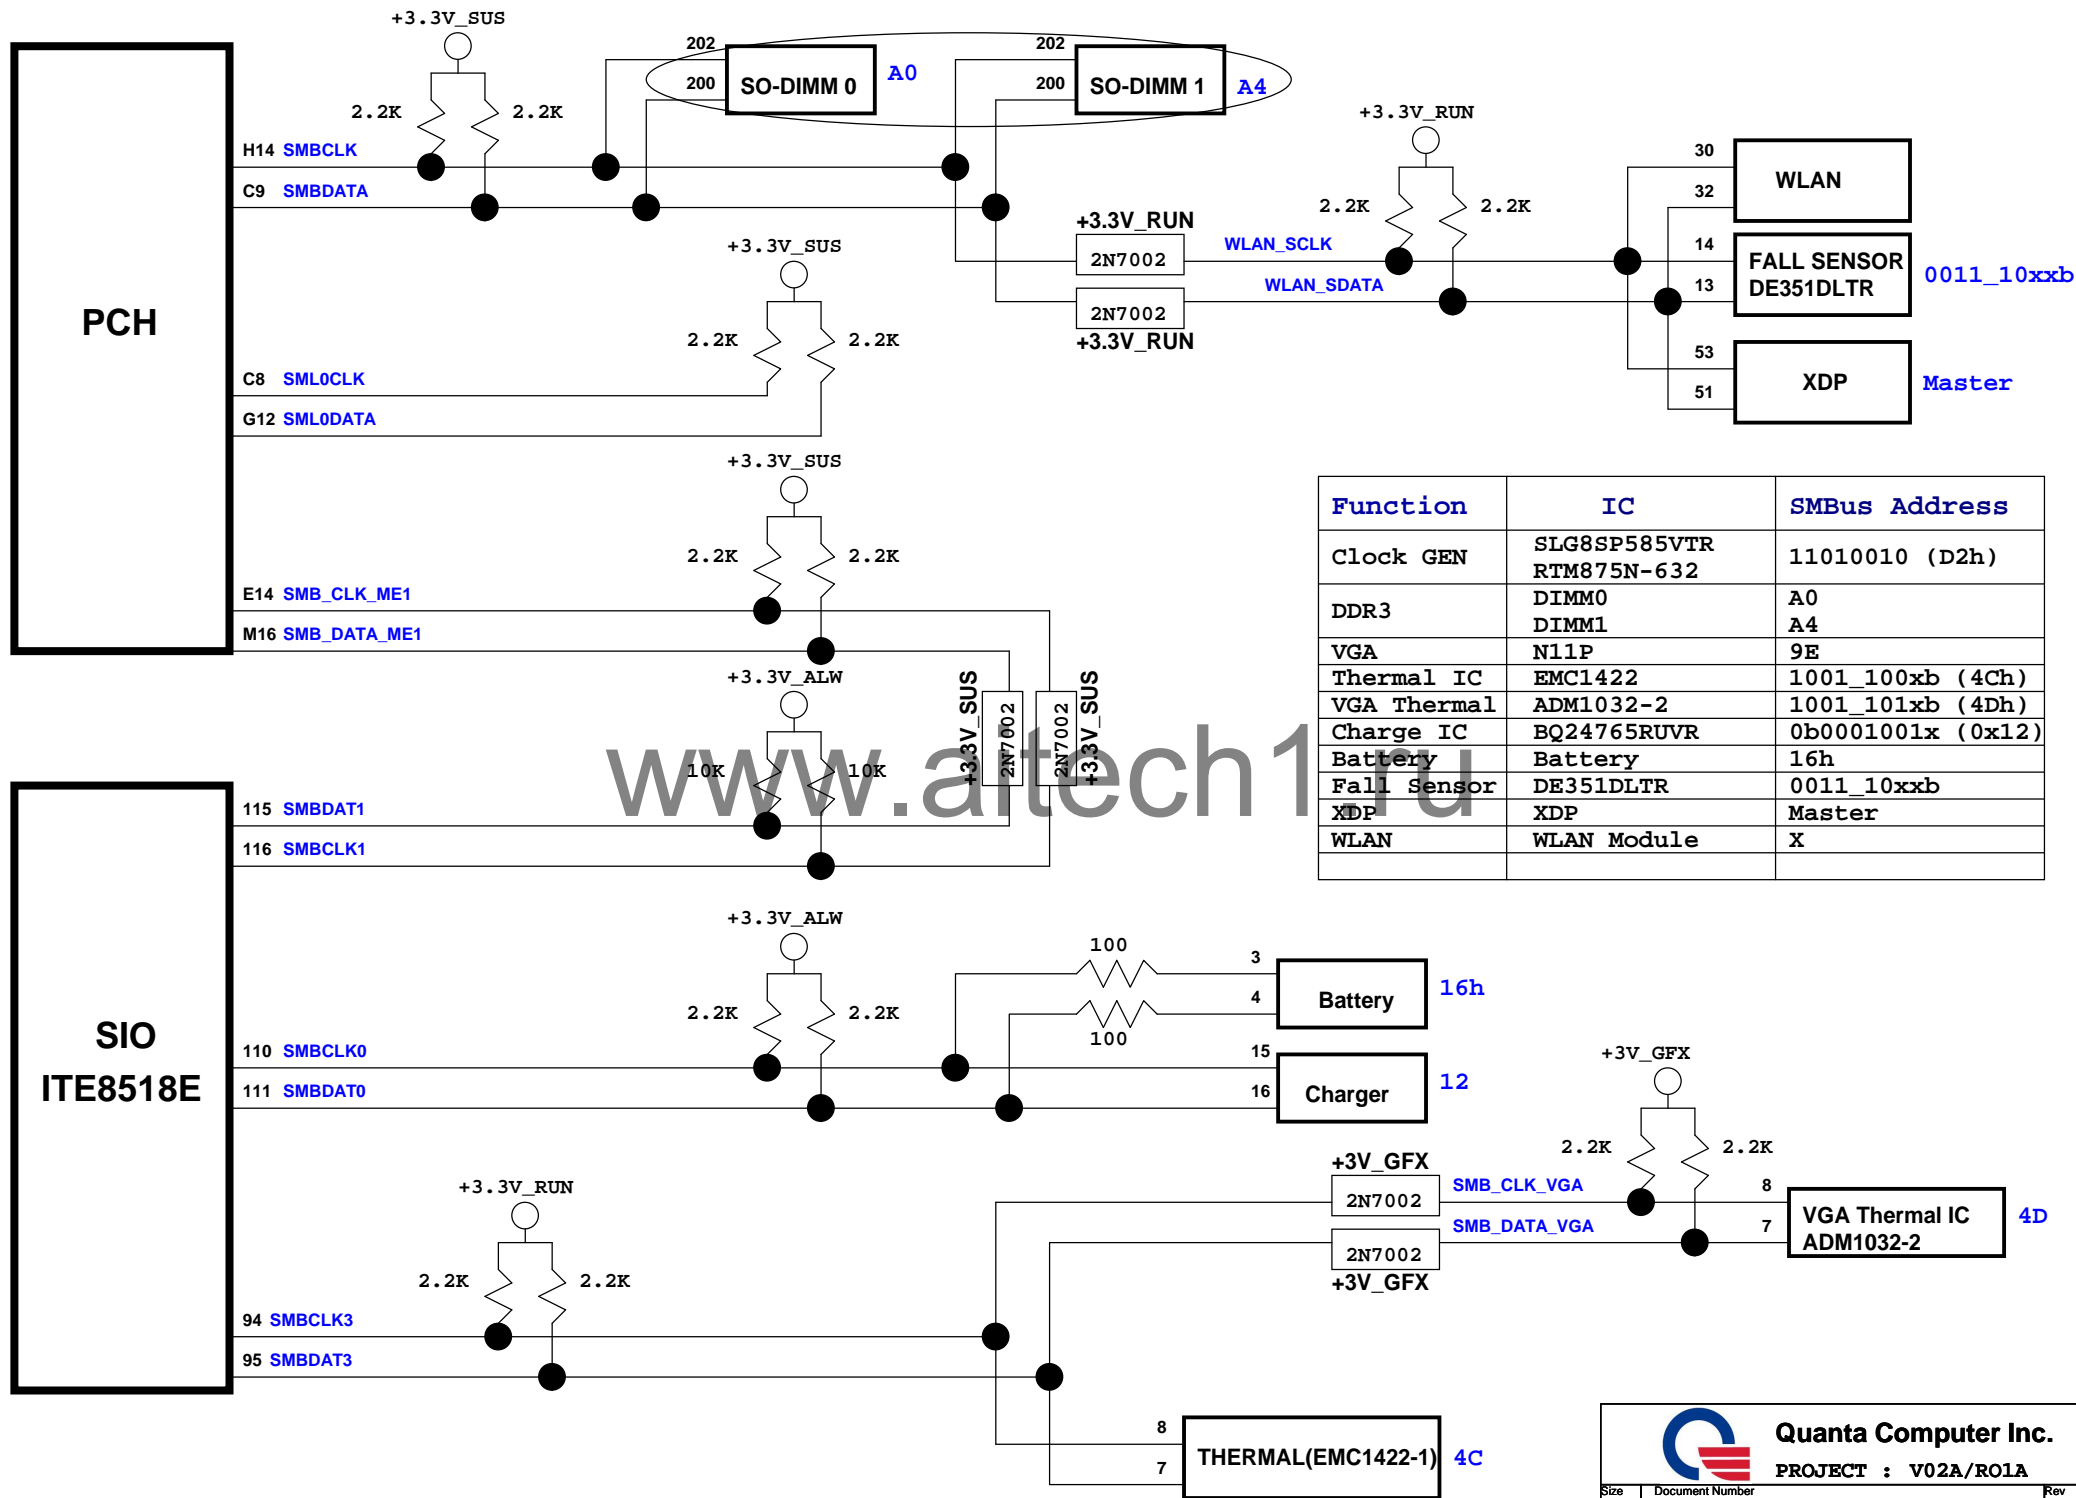 +3.3V_SUS
202
SO-DIMM 0
200
A0
202
SO-DIMM 1
200
A4
2.2K
2.2K
+3.3V_RUN
H14 SMBCLK
C9 SMBDATA
2.2K
2.2K
30
WLAN
32
+3.3V_RUN
2N7002
WLAN_SCLK
WLAN_SDATA
2N7002
+3.3V_RUN
14
FALL SENSOR
DE351DLTR
13
0011_10xxb
53
XDP
51
Master
PCH
+3.3V_SUS
2.2K
2.2K
C8 SML0CLK
G12 SML0DATA
+3.3V_SUS
2.2K
2.2K
E14 SMB_CLK_ME1
M16 SMB_DATA_ME1
Function IC SMBus Address
Clock GEN SLG8SP585VTR 11010010 (D2h)
RTM875N-632
DDR3 DIMM0 A0
DIMM1 A4
VGA N11P 9E
Thermal IC EMC1422 1001_100xb (4Ch)
VGA Thermal ADM1032-2 1001_101xb (4Dh)
Charge IC BQ24765RUVR 0b0001001x (0x12)
Battery Battery 16h
Fall Sensor DE351DLTR 0011_10xxb
XDP XDP Master
WLAN WLAN Module X
+3.3V_ALW
+3.3V_SUS
2N7002
2N7002
+3.3V_SUS
10K
10K
www.aitech1.ru
115 SMBDAT1
116 SMBCLK1
SIO
ITE8518E
+3.3V_ALW
2.2K
2.2K
100
100
3
Battery
4
16h
110 SMBCLK0
111 SMBDAT0
15
Charger
16
12
+3V_GFX
2.2K
2.2K
+3V_GFX
2N7002
SMB_CLK_VGA
SMB_DATA_VGA
2N7002
+3V_GFX
8
VGA Thermal IC
ADM1032-2
7
4D
+3.3V_RUN
2.2K
2.2K
94 SMBCLK3
95 SMBDAT3
8
THERMAL(EMC1422-1)
7
4C
Quanta Computer Inc.
PROJECT : V02A/RO1A
Size Document Number Rev